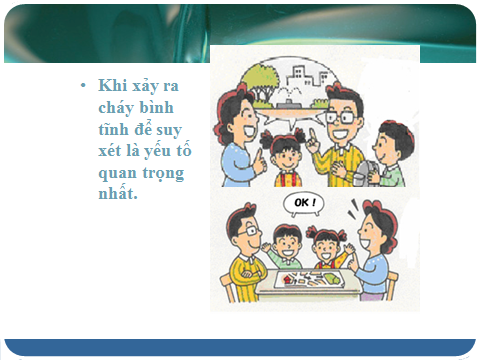 • Khi xảy ra
cháy bình
tĩnh để suy
xét là yếu tố
quan trọng
nhất.
OK !